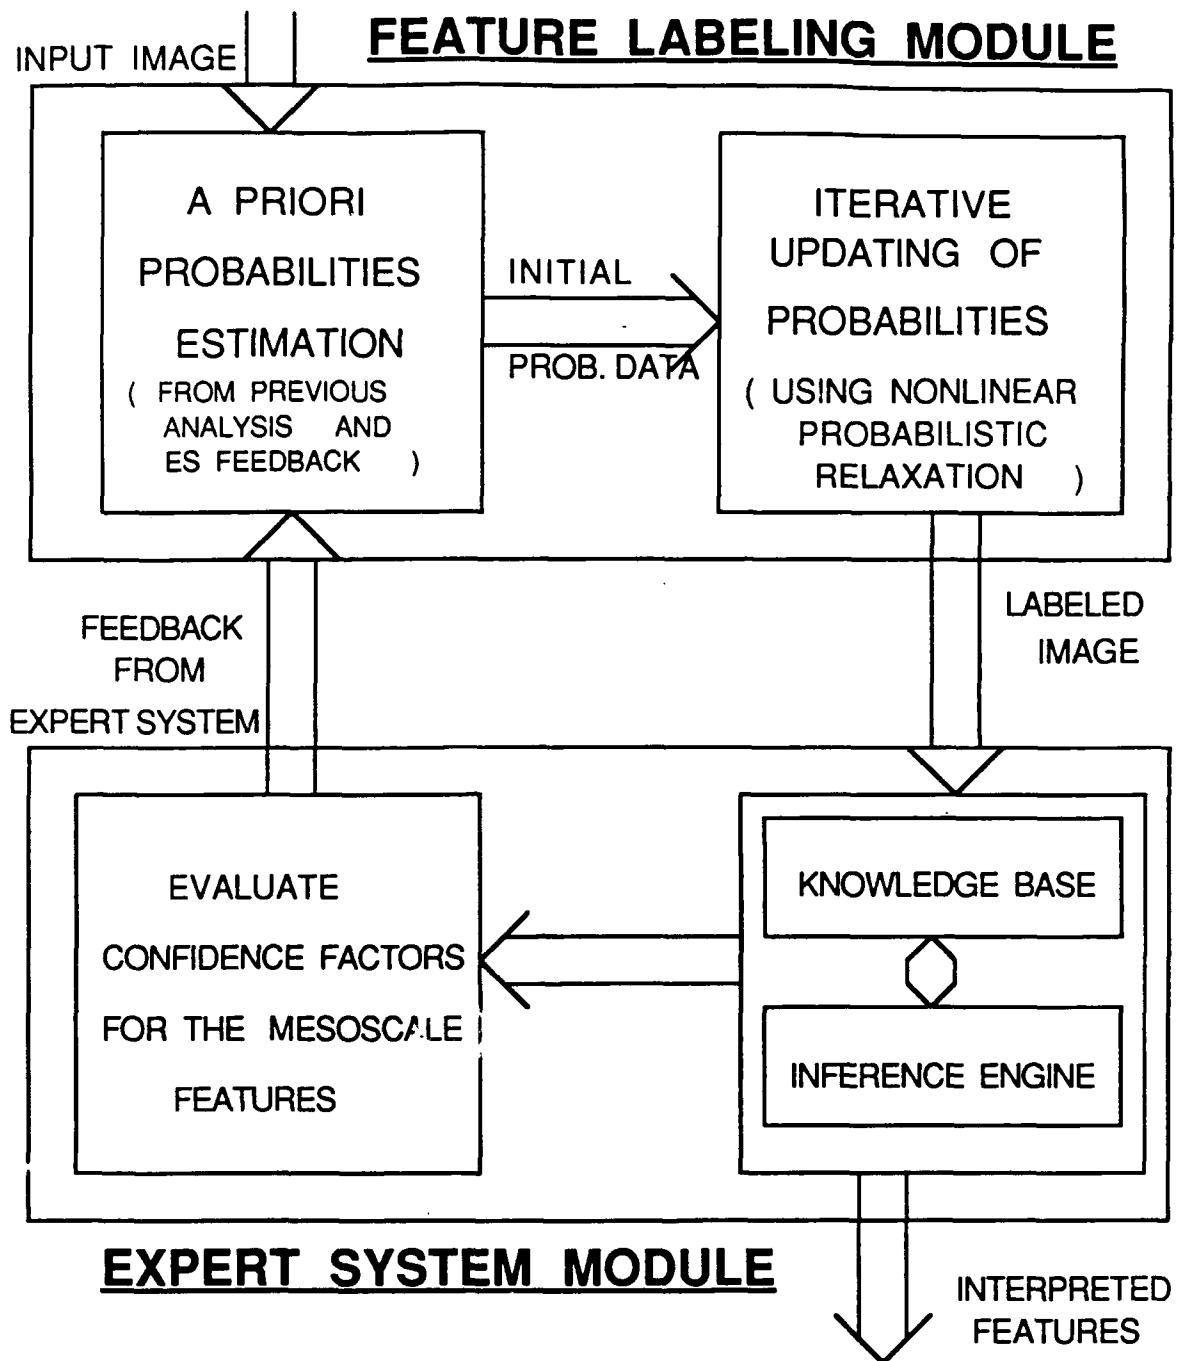 INPUT IMAGE
FEATURE LABELING MODULE
A PRIORI
PROBABILITIES
ESTIMATION
( FROM PREVIOUS
ANALYSIS AND
ES FEEDBACK )
INITIAL
PROB. DATA
ITERATIVE
UPDATING OF
PROBABILITIES
( USING NONLINEAR
PROBABILISTIC
RELAXATION )
FEEDBACK
FROM
EXPERT SYSTEM
LABELED
IMAGE
EVALUATE
CONFIDENCE FACTORS
FOR THE MESOSCALE
FEATURES
KNOWLEDGE BASE
INFERENCE ENGINE
EXPERT SYSTEM MODULE
INTERPRETED
FEATURES